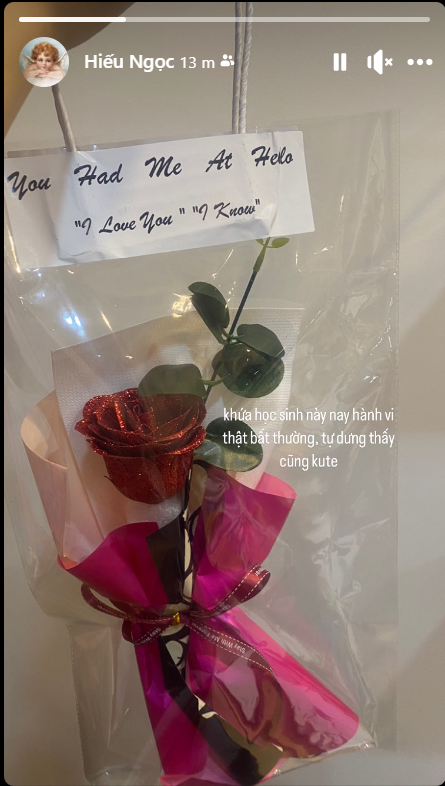 Hiếu Ngọc 13 m
You Had Me At Helo
"I Love You" "I Know"
khứa học sinh này nay hành vi
thật bất thường, tự dưng thấy
cũng kute